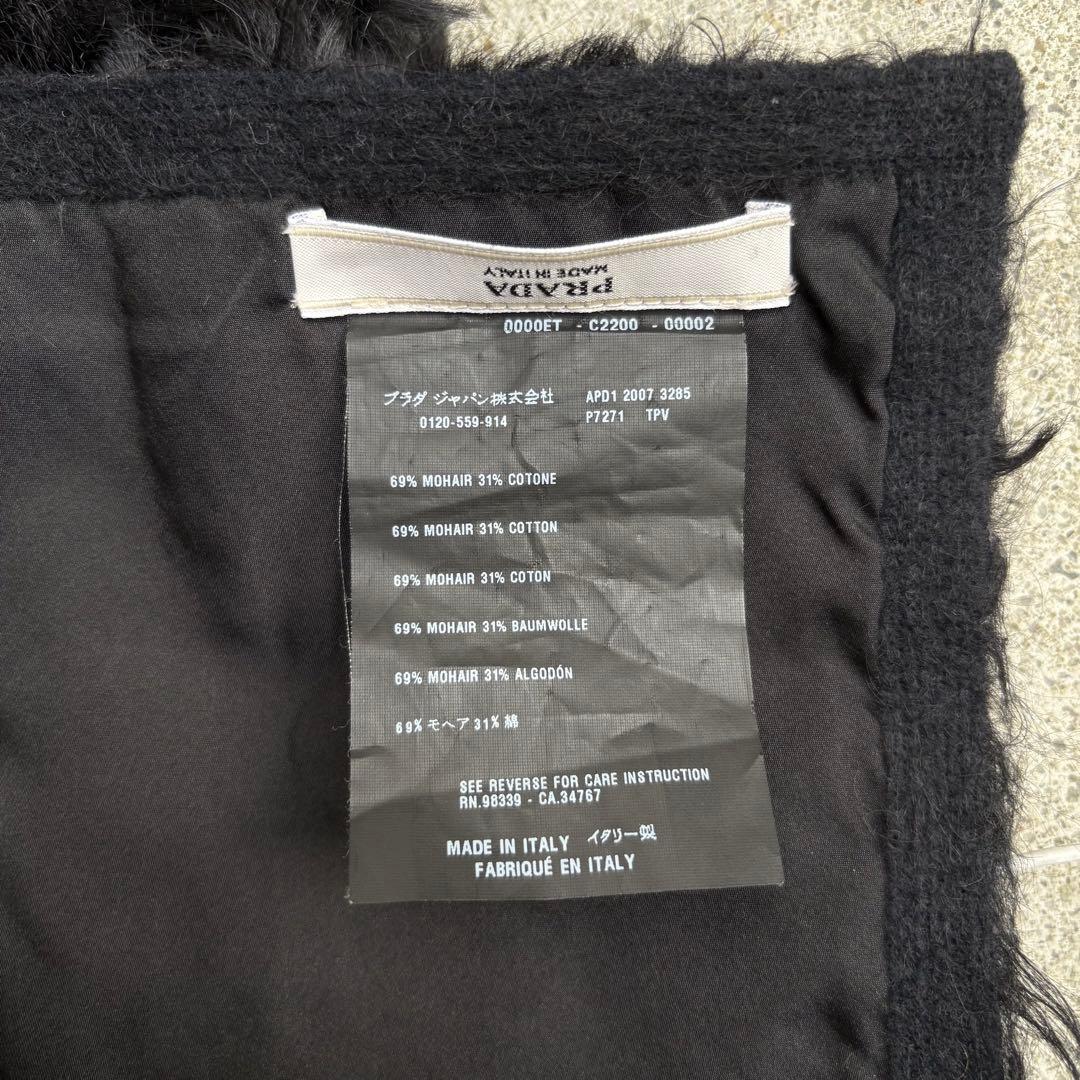 PRADA
MADE IN ITALY
0000ET - C2200 - 00002
プラダ ジャパン株式会社 APD1 2007 3285
0120-559-914 P7271 TPV
69% MOHAIR 31% COTONE
69% MOHAIR 31% COTTON
69% MOHAIR 31% COTON
69% MOHAIR 31% BAUMWOLLE
69% MOHAIR 31% ALGODÓN
69% モヘア 31% 綿
SEE REVERSE FOR CARE INSTRUCTION
RN.98339 - CA.34767
MADE IN ITALY イタリー製
FABRIQUÉ EN ITALY